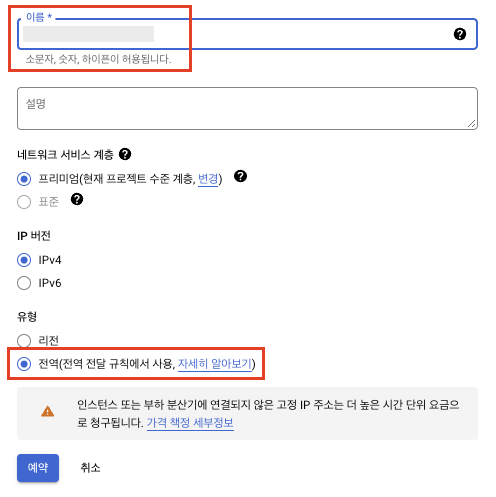 이름 *
소문자, 숫자, 하이픈이 허용됩니다.
설명
네트워크 서비스 계층 ?
프리미엄(현재 프로젝트 수준 계층, 변경) ?
표준 ?
IP 버전
IPv4
IPv6
유형
리전
전역(전역 전달 규칙에서 사용, 자세히 알아보기)
인스턴스 또는 부하 분산기에 연결되지 않은 고정 IP 주소는 더 높은 시간 단위 요금으
로 청구됩니다. 가격 책정 세부정보
예약 취소